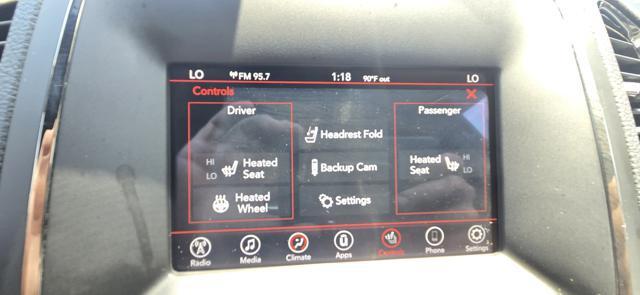 LO FM 95.7 1:18 90°F out LO
Controls
Driver
HI
LO
Heated
Seat
Heated
Wheel
Headrest Fold
Backup Cam
Settings
Passenger
Heated
Seat
HI
LO
Radio Media Climate Apps Controls Phone Settings